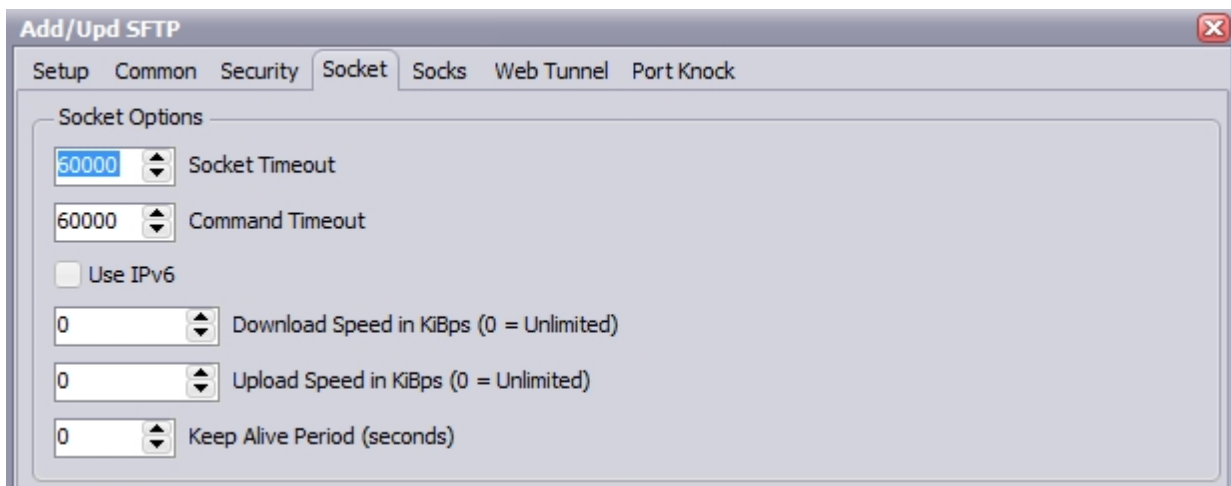 Add/Upd SFTP
Setup Common Security Socket Socks Web Tunnel Port Knock
Socket Options
60000 Socket Timeout
60000 Command Timeout
Use IPv6
0 Download Speed in KiBps (0 = Unlimited)
0 Upload Speed in KiBps (0 = Unlimited)
0 Keep Alive Period (seconds)